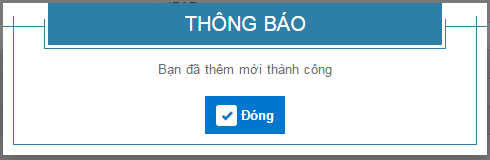 THÔNG BÁO
Bạn đã thêm mới thành công
Đóng